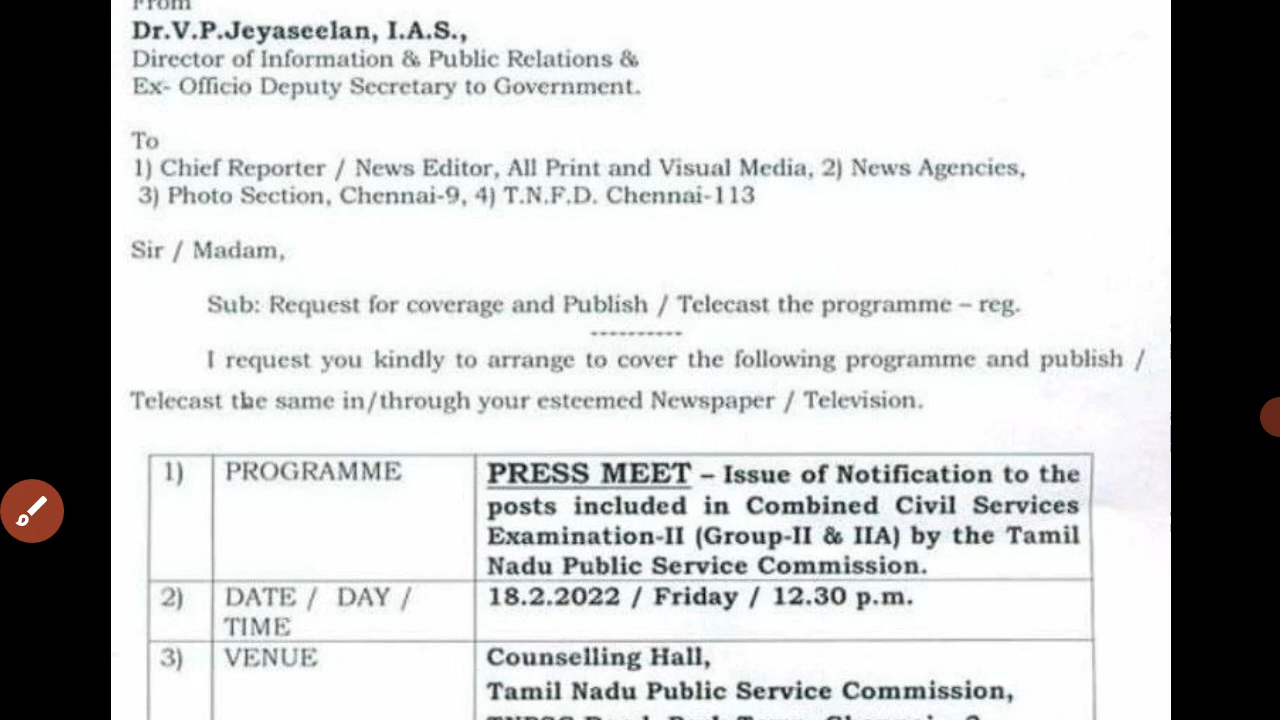 From
Dr.V.P.Jeyaseelan, I.A.S.,
Director of Information & Public Relations &
Ex- Officio Deputy Secretary to Government.
To
1) Chief Reporter / News Editor, All Print and Visual Media, 2) News Agencies,
3) Photo Section, Chennai-9, 4) T.N.F.D. Chennai-113
Sir / Madam,
Sub: Request for coverage and Publish / Telecast the programme – reg.
----------
I request you kindly to arrange to cover the following programme and publish /
Telecast the same in/through your esteemed Newspaper / Television.
1) PROGRAMME PRESS MEET – Issue of Notification to the
posts included in Combined Civil Services
Examination-II (Group-II & IIA) by the Tamil
Nadu Public Service Commission.
2) DATE / DAY / 18.2.2022 / Friday / 12.30 p.m.
TIME
3) VENUE Counselling Hall,
Tamil Nadu Public Service Commission,